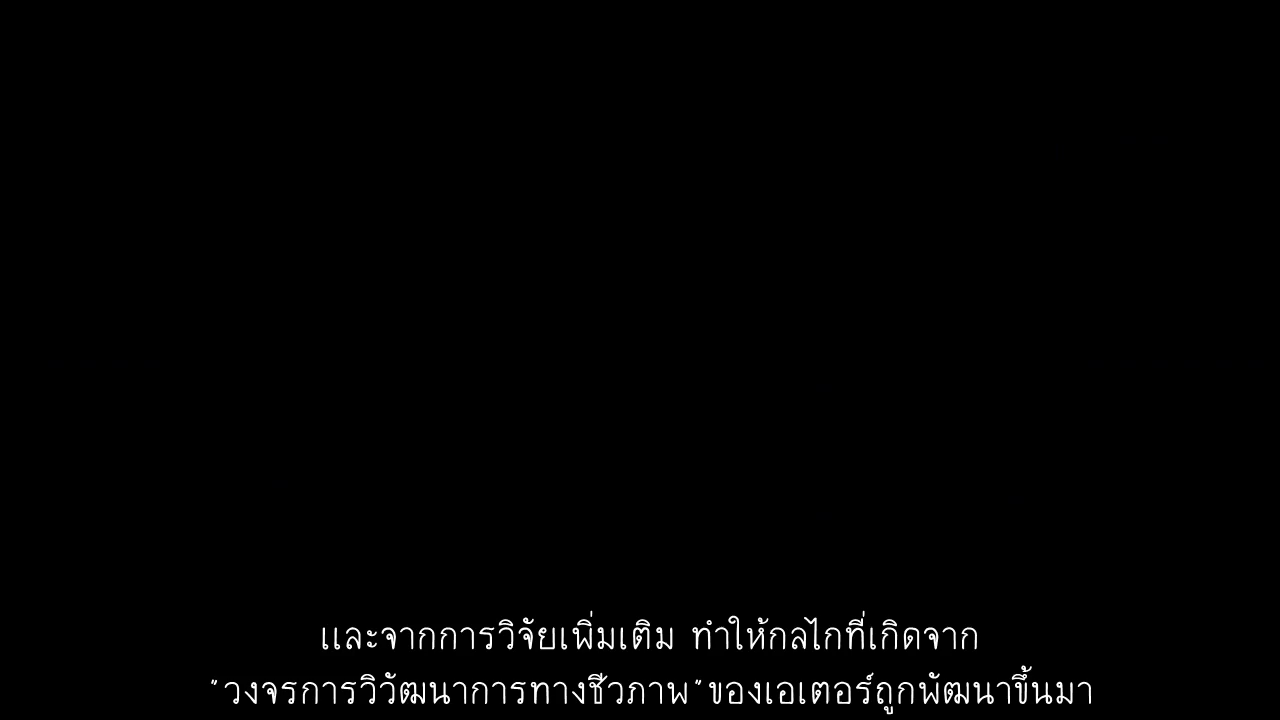 และจากการวิจัยเพิ่มเติม ทำให้กลไกที่เกิดจาก
"วงจรการวิวัฒนาการทางชีวภาพ"ของเอเตอร์ถูกพัฒนาขึ้นมา